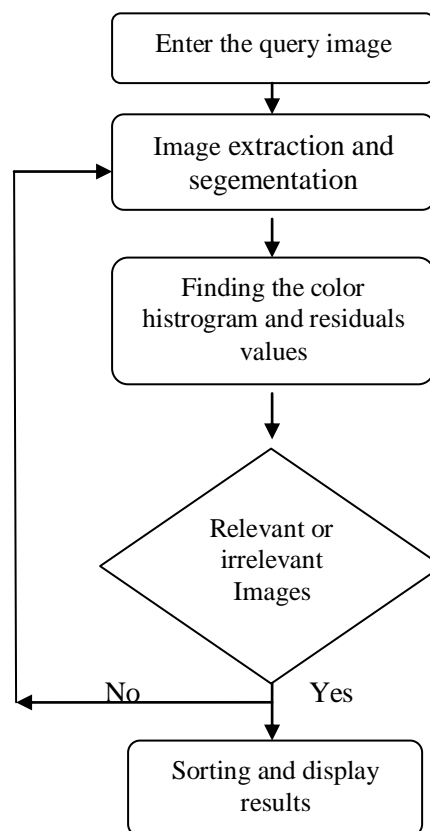 Enter the query image
Image extraction and
segementation
Finding the color
histrogram and residuals
values
Relevant or
irrelevant
Images
No
Yes
Sorting and display
results